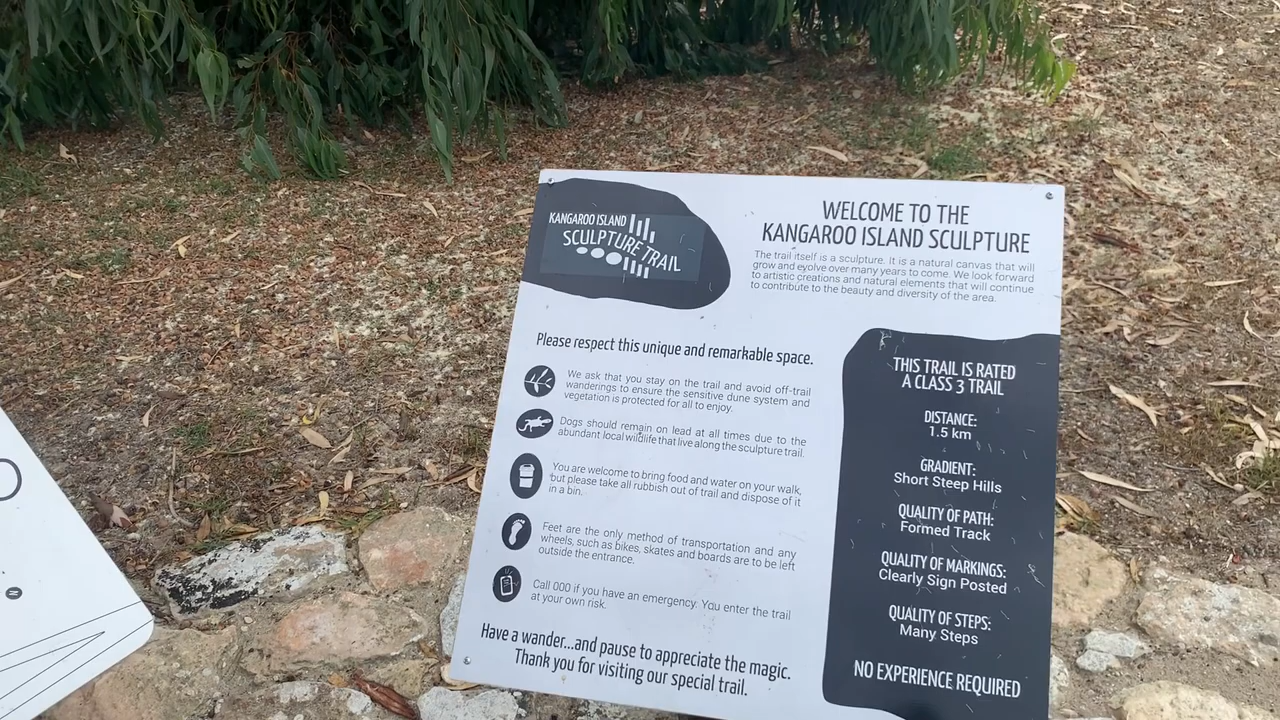 KANGAROO ISLAND
SCULPTURE TRAIL
WELCOME TO THE
KANGAROO ISLAND SCULPTURE
The trail itself is a sculpture. It is a natural canvas that will
grow and evolve over many years to come. We look forward
to artistic creations and natural elements that will continue
to contribute to the beauty and diversity of the area.
Please respect this unique and remarkable space.
We ask that you stay on the trail and avoid off-trail
wanderings to ensure the sensitive dune system and
vegetation is protected for all to enjoy.
Dogs should remain on lead at all times due to the
abundant local wildlife that live along the sculpture trail.
You are welcome to bring food and water on your walk,
but please take all rubbish out of trail and dispose of it
in a bin.
Feet are the only method of transportation and any
wheels, such as bikes, skates and boards are to be left
outside the entrance.
Call 000 if you have an emergency. You enter the trail
at your own risk.
Have a wander...and pause to appreciate the magic.
Thank you for visiting our special trail.
THIS TRAIL IS RATED
A CLASS 3 TRAIL
DISTANCE:
1.5 km
GRADIENT:
Short Steep Hills
QUALITY OF PATH:
Formed Track
QUALITY OF MARKINGS:
Clearly Sign Posted
QUALITY OF STEPS:
Many Steps
NO EXPERIENCE REQUIRED
N